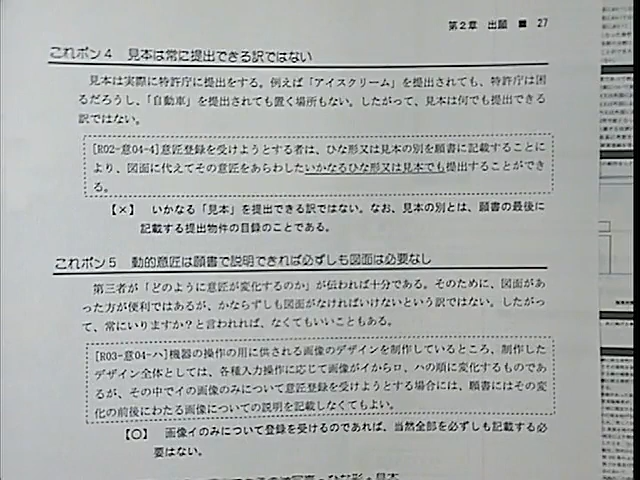 第2章 出願 ■ 27
これポン4 見本は常に提出できる訳ではない
見本は実際に特許庁に提出をする。例えば「アイスクリーム」を提出されても、特許庁は困
るだろうし、「自動車」を提出されても置く場所もない。したがって、見本は何でも提出できる
訳ではない。
[R02-意04-4]意匠登録を受けようとする者は、ひな形又は見本の別を願書に記載することに
より、図面に代えてその意匠をあらわしたいかなるひな形又は見本でも提出することができ
る。
【×】 いかなる「見本」を提出できる訳ではない。なお、見本の別とは、願書の最後に
記載する提出物件の目録のことである。
これポン5 動的意匠は願書で説明できれば必ずしも図面は必要なし
第三者が「どのように意匠が変化するのか」が伝われば十分である。そのために、図面があ
った方が便利ではあるが、かならずしも図面がなければいけないという訳ではない。したがっ
て、常にいりますか？と言われれば、なくてもいいこともある。
[R03-意04-ハ]機器の操作の用に供される画像のデザインを制作しているところ、制作した
デザイン全体としては、各種入力操作に応じて画像がイからロ、ハの順に変化するものであ
るが、その中でイの画像のみについて意匠登録を受けようとする場合には、願書にはその変
化の前後にわたる画像についての説明を記載しなくてもよい。
【○】 画像イのみについて登録を受けるのであれば、当然全部を必ずしも記載する必
要はない。